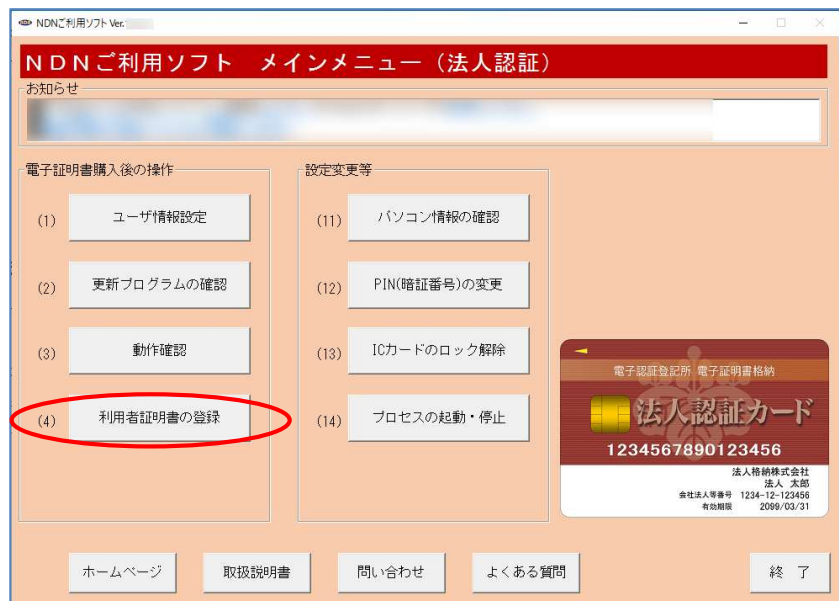 NDNご利用ソフト Ver.
NDNご利用ソフト　メインメニュー（法人認証）
お知らせ
電子証明書購入後の操作
(1) ユーザ情報設定
(2) 更新プログラムの確認
(3) 動作確認
(4) 利用者証明書の登録
設定変更等
(11) パソコン情報の確認
(12) PIN(暗証番号)の変更
(13) ICカードのロック解除
(14) プロセスの起動・停止
電子認証登記所 電子証明書格納
法人認証カード
1234567890123456
法人格納株式会社
法人 太郎
会社法人等番号 1234-12-123456
有効期限 2099/03/31
ホームページ 取扱説明書 問い合わせ よくある質問 終 了